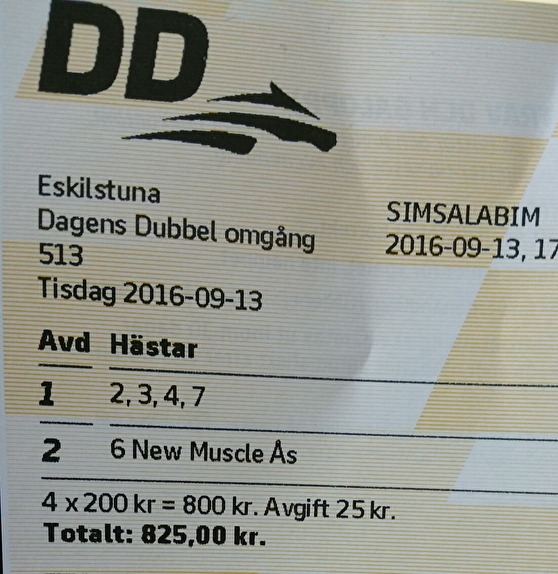 DD
Eskilstuna
Dagens Dubbel omgång
513
Tisdag 2016-09-13
SIMSALABIM
2016-09-13, 17
Avd Hästar
1 2, 3, 4, 7
2 6 New Muscle Ås
4 x 200 kr = 800 kr. Avgift 25 kr.
Totalt: 825,00 kr.